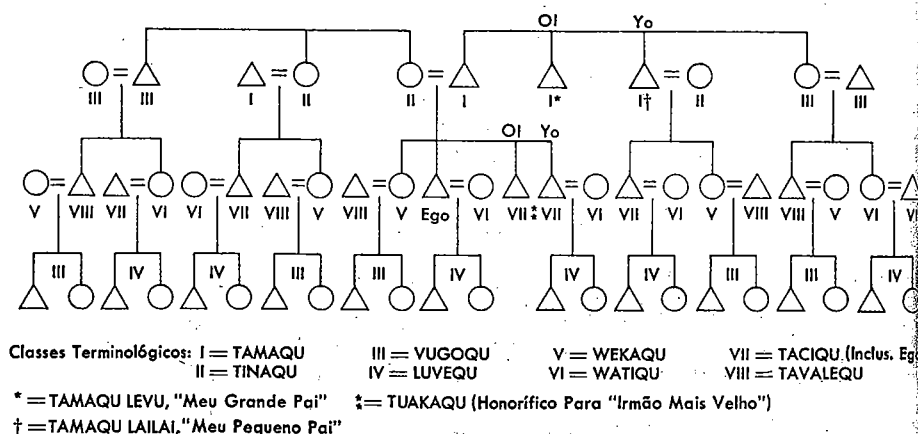 Ol Yo
III III I II II I I* I† II III III
Ol Yo
V VIII VII VI VI VII VIII V VIII V Ego VI VII ⁑ VII VI VII VI V VIII VIII V VI
III IV IV III III IV IV IV III III IV
Classes Terminológicos: I = TAMAQU III = VUGOQU V = WEKAQU VII = TACIQU (Inclus. Eg
II = TINAQU IV = LUVEQU VI = WATIQU VIII = TAVALEQU
* = TAMAQU LEVU, "Meu Grande Pai" ⁑ = TUAKAQU (Honorífico Para "Irmão Mais Velho")
† = TAMAQU LAILAI, "Meu Pequeno Pai"